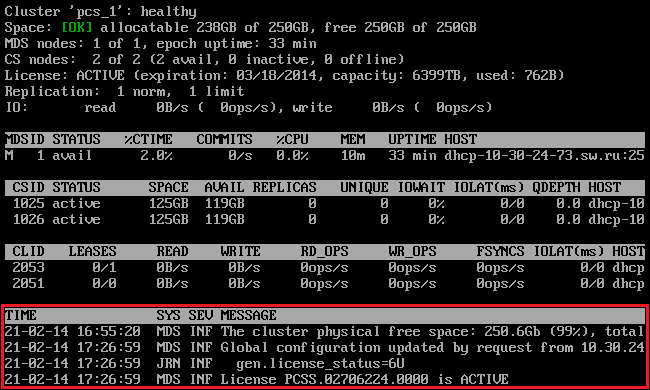 Cluster 'pcs_1': healthy
Space: [OK] allocatable 238GB of 250GB, free 250GB of 250GB
MDS nodes: 1 of 1, epoch uptime: 33 min
CS nodes:  2 of 2 (2 avail, 0 inactive, 0 offline)
License: ACTIVE (expiration: 03/18/2014, capacity: 6399TB, used: 762B)
Replication:  1 norm,  1 limit
IO:       read     0B/s (  0ops/s), write     0B/s (  0ops/s)
MDSID STATUS   %CTIME   COMMITS   %CPU    MEM   UPTIME HOST
M   1 avail      2.0%       0/s   0.0%    10m   33 min dhcp-10-30-24-73.sw.ru:25
CSID STATUS      SPACE  AVAIL REPLICAS   UNIQUE IOWAIT IOLAT(ms) QDEPTH HOST
1025 active      125GB  119GB        0        0     0%       0/0    0.0 dhcp-10
1026 active      125GB  119GB        0        0     0%       0/0    0.0 dhcp-10
CLID   LEASES     READ    WRITE     RD_OPS     WR_OPS     FSYNCS IOLAT(ms) HOST
2053      0/1     0B/s     0B/s     0ops/s     0ops/s     0ops/s       0/0 dhcp
2051      0/0     0B/s     0B/s     0ops/s     0ops/s     0ops/s       0/0 dhcp
TIME              SYS SEV MESSAGE
21-02-14 16:55:20 MDS INF The cluster physical free space: 250.6Gb (99%), total
21-02-14 17:26:59 MDS INF Global configuration updated by request from 10.30.24
21-02-14 17:26:59 JRN INF   gen.license_status=6U
21-02-14 17:26:59 MDS INF License PCSS.02706224.0000 is ACTIVE